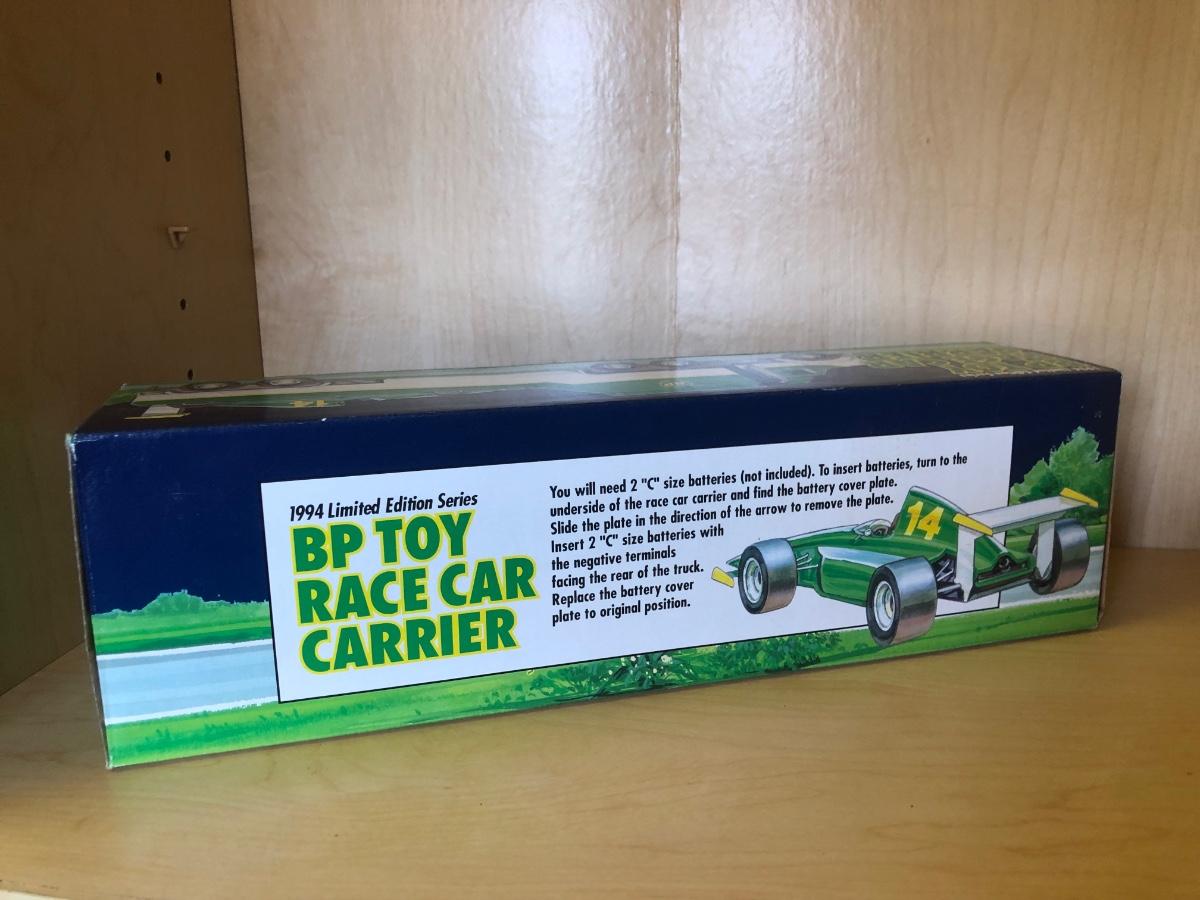 1994 Limited Edition Series
BP TOY
RACE CAR
CARRIER
You will need 2 "C" size batteries (not included). To insert batteries, turn to the
underside of the race car carrier and find the battery cover plate.
Slide the plate in the direction of the arrow to remove the plate.
Insert 2 "C" size batteries with
the negative terminals
facing the rear of the truck.
Replace the battery cover
plate to original position.
14
14